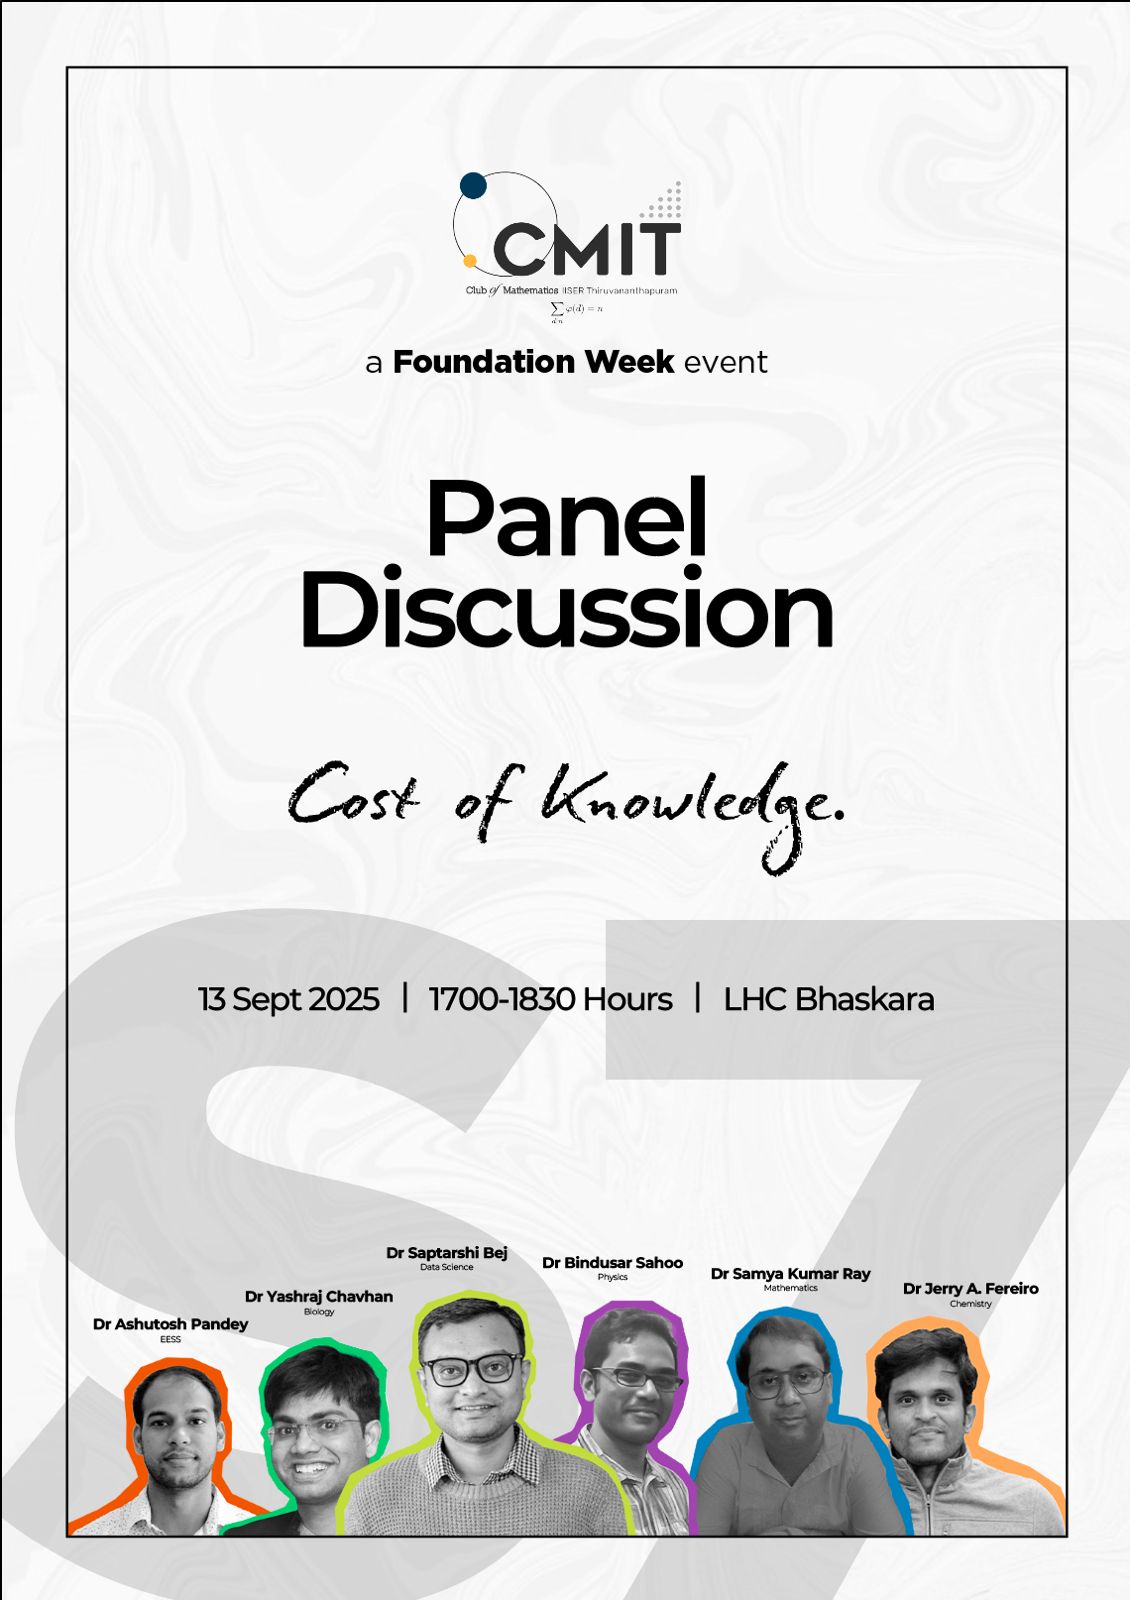 CMIT
Club of Mathematics IISER Thiruvananthapuram
∑ φ(d) = n
d|n
a Foundation Week event
Panel
Discussion
Cost of Knowledge.
S7
13 Sept 2025 | 1700-1830 Hours | LHC Bhaskara
Dr Saptarshi Bej
Data Science
Dr Bindusar Sahoo
Physics
Dr Samya Kumar Ray
Mathematics
Dr Jerry A. Fereiro
Chemistry
Dr Yashraj Chavhan
Biology
Dr Ashutosh Pandey
EESS